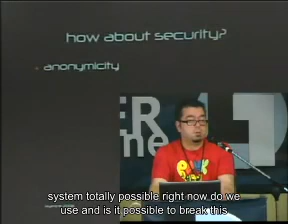 how about security?
anonymicity
ER
me
system totally possible right now do we
use and is it possible to break this